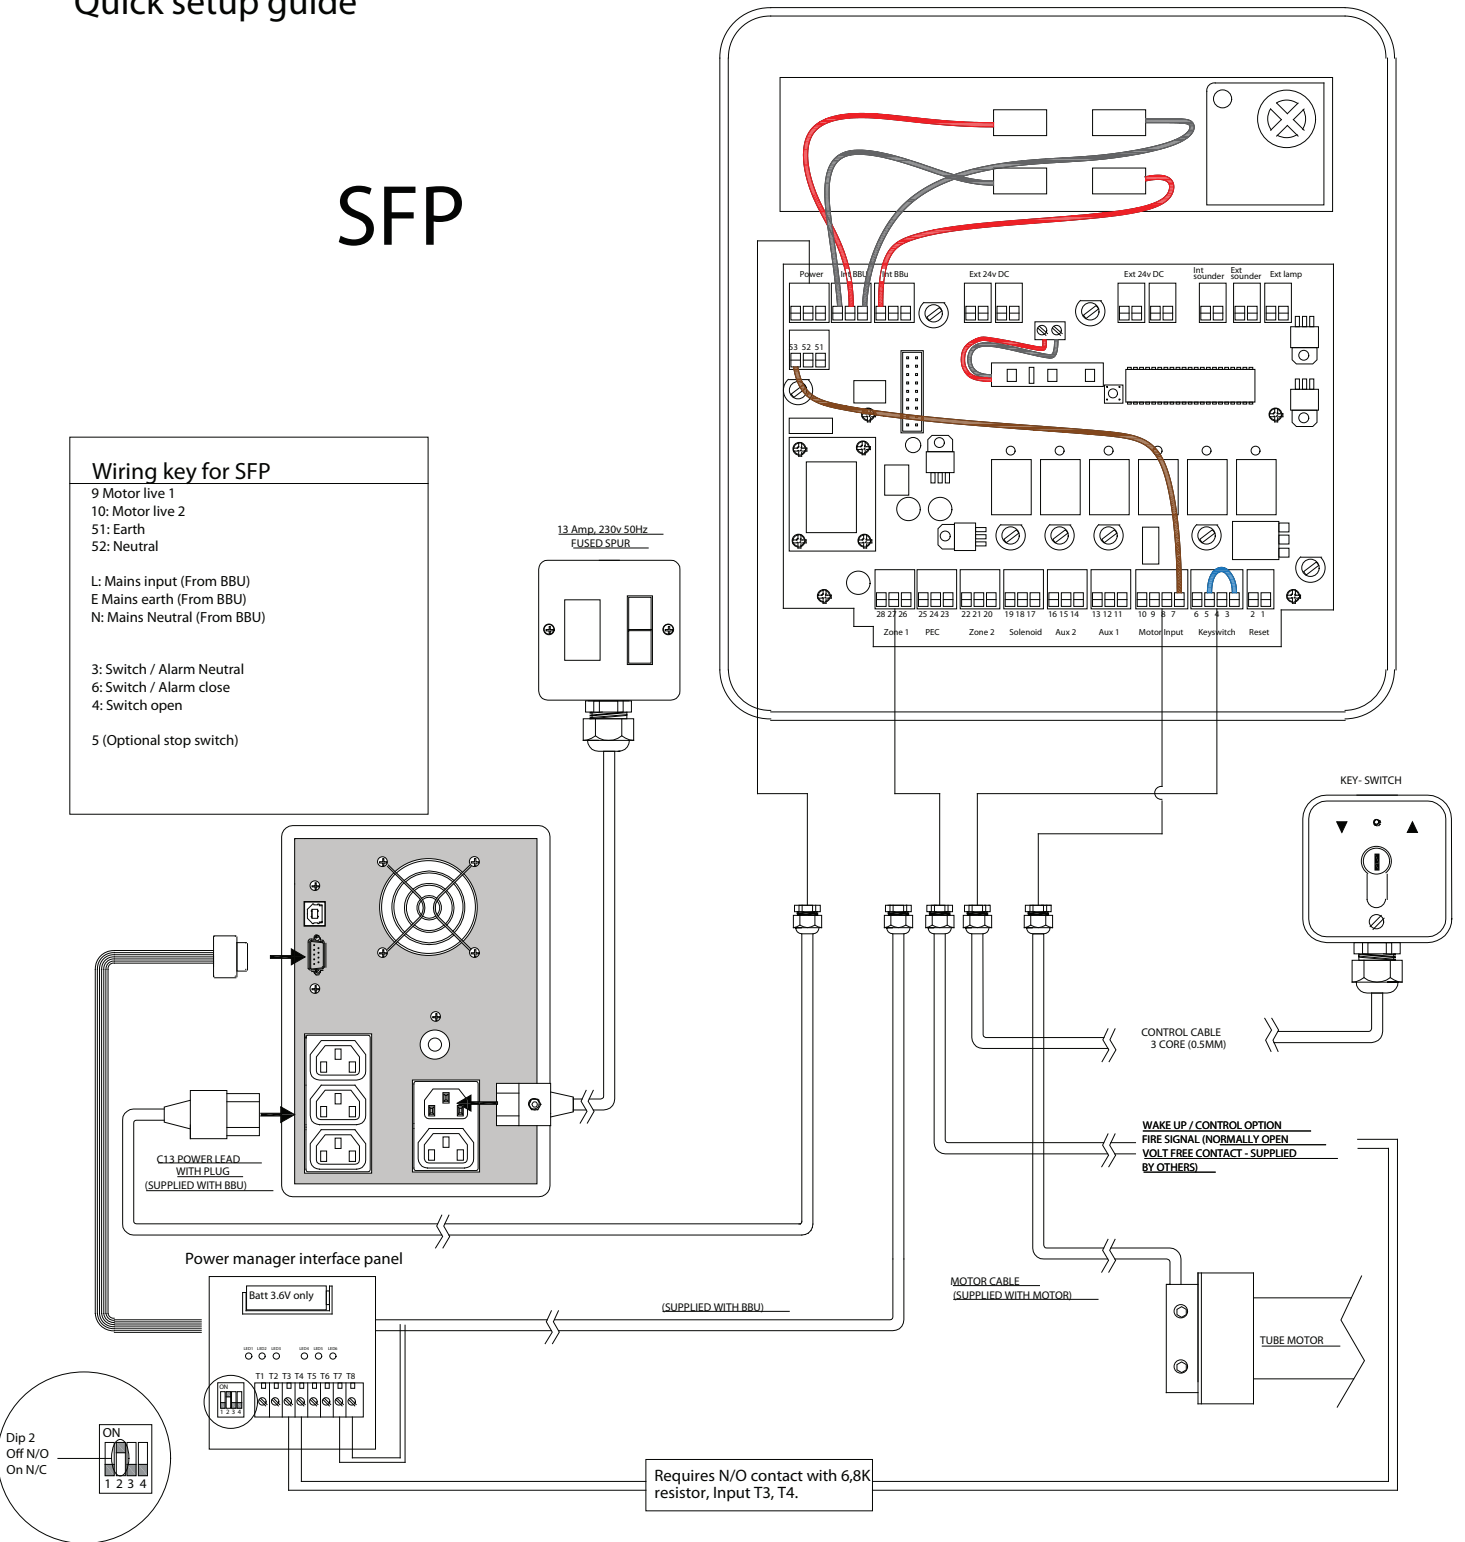 Quick setup guide
SFP
Power
Int BBU
Int BBu
Ext 24v DC
Ext 24v DC
Int
sounder
Ext
sounder
Ext lamp
53 52 51
28 27 26
25 24 23
22 21 20
19 18 17
16 15 14
13 12 11
10 9 8 7
6 5 4 3
2 1
Zone 1
PEC
Zone 2
Solenoid
Aux 2
Aux 1
Motor Input
Keyswitch
Reset
Wiring key for SFP
9 Motor live 1
10: Motor live 2
51: Earth
52: Neutral
L: Mains input (From BBU)
E Mains earth (From BBU)
N: Mains Neutral (From BBU)
3: Switch / Alarm Neutral
6: Switch / Alarm close
4: Switch open
5 (Optional stop switch)
13 Amp, 230v 50Hz
FUSED SPUR
KEY- SWITCH
CONTROL CABLE
3 CORE (0.5MM)
WAKE UP / CONTROL OPTION
FIRE SIGNAL (NORMALLY OPEN
VOLT FREE CONTACT - SUPPLIED
BY OTHERS)
C13 POWER LEAD
WITH PLUG
(SUPPLIED WITH BBU)
Power manager interface panel
Batt 3.6V only
(SUPPLIED WITH BBU)
MOTOR CABLE
(SUPPLIED WITH MOTOR)
TUBE MOTOR
LED1 LED2 LED3 LED4 LED5 LED6
T1 T2 T3 T4 T5 T6 T7 T8
ON
1 2 3 4
Dip 2
Off N/O
On N/C
ON
1 2 3 4
Requires N/O contact with 6,8K
resistor, Input T3, T4.